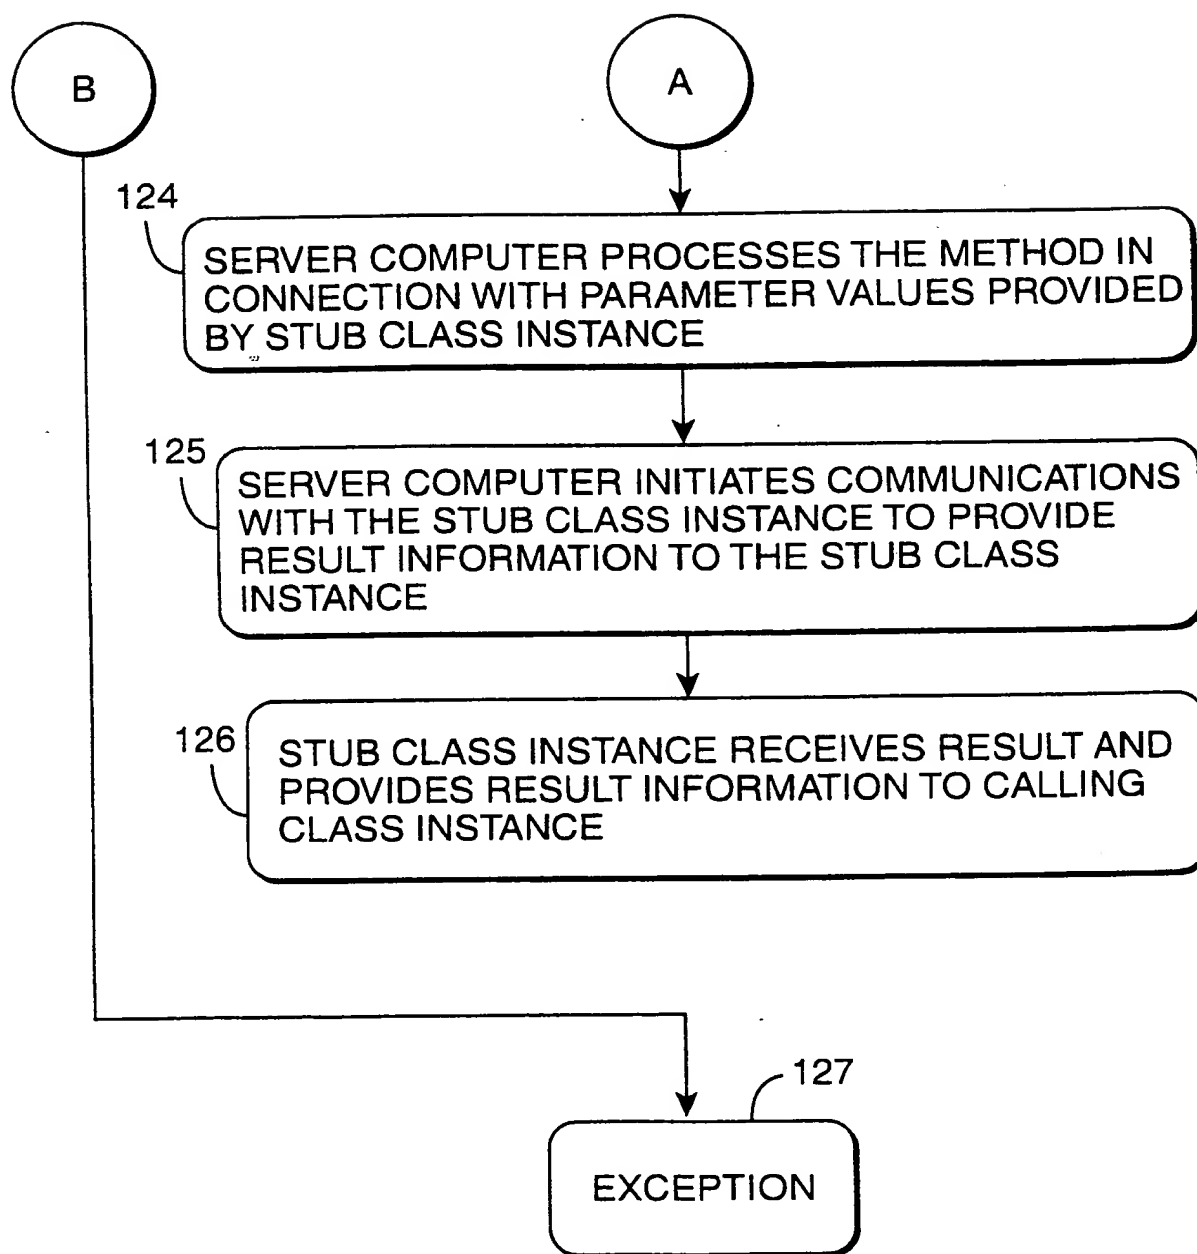 B
A
124
SERVER COMPUTER PROCESSES THE METHOD IN
CONNECTION WITH PARAMETER VALUES PROVIDED
BY STUB CLASS INSTANCE
125
SERVER COMPUTER INITIATES COMMUNICATIONS
WITH THE STUB CLASS INSTANCE TO PROVIDE
RESULT INFORMATION TO THE STUB CLASS
INSTANCE
126
STUB CLASS INSTANCE RECEIVES RESULT AND
PROVIDES RESULT INFORMATION TO CALLING
CLASS INSTANCE
127
EXCEPTION